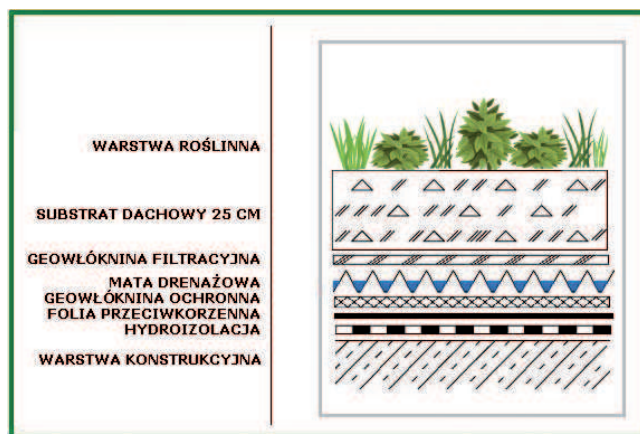 WARSTWA ROŚLINNA
SUBSTRAT DACHOWY 25 CM
GEOWŁÓKNINA FILTRACYJNA
MATA DRENAŻOWA
GEOWŁÓKNINA OCHRONNA
FOLIA PRZECIWKORZENNA
HYDROIZOLACJA
WARSTWA KONSTRUKCYJNA